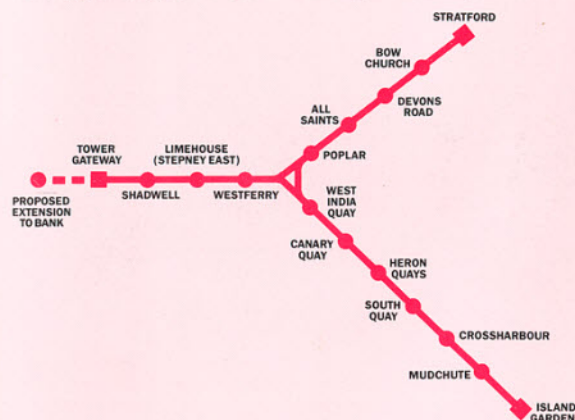 STRATFORD
BOW
CHURCH
DEVONS
ROAD
ALL
SAINTS
POPLAR
TOWER
GATEWAY
LIMEHOUSE
(STEPNEY EAST)
SHADWELL
WESTFERRY
PROPOSED
EXTENSION
TO BANK
WEST
INDIA
QUAY
CANARY
QUAY
HERON
QUAYS
SOUTH
QUAY
CROSSHARBOUR
MUDCHUTE
ISLAND
GARDEN